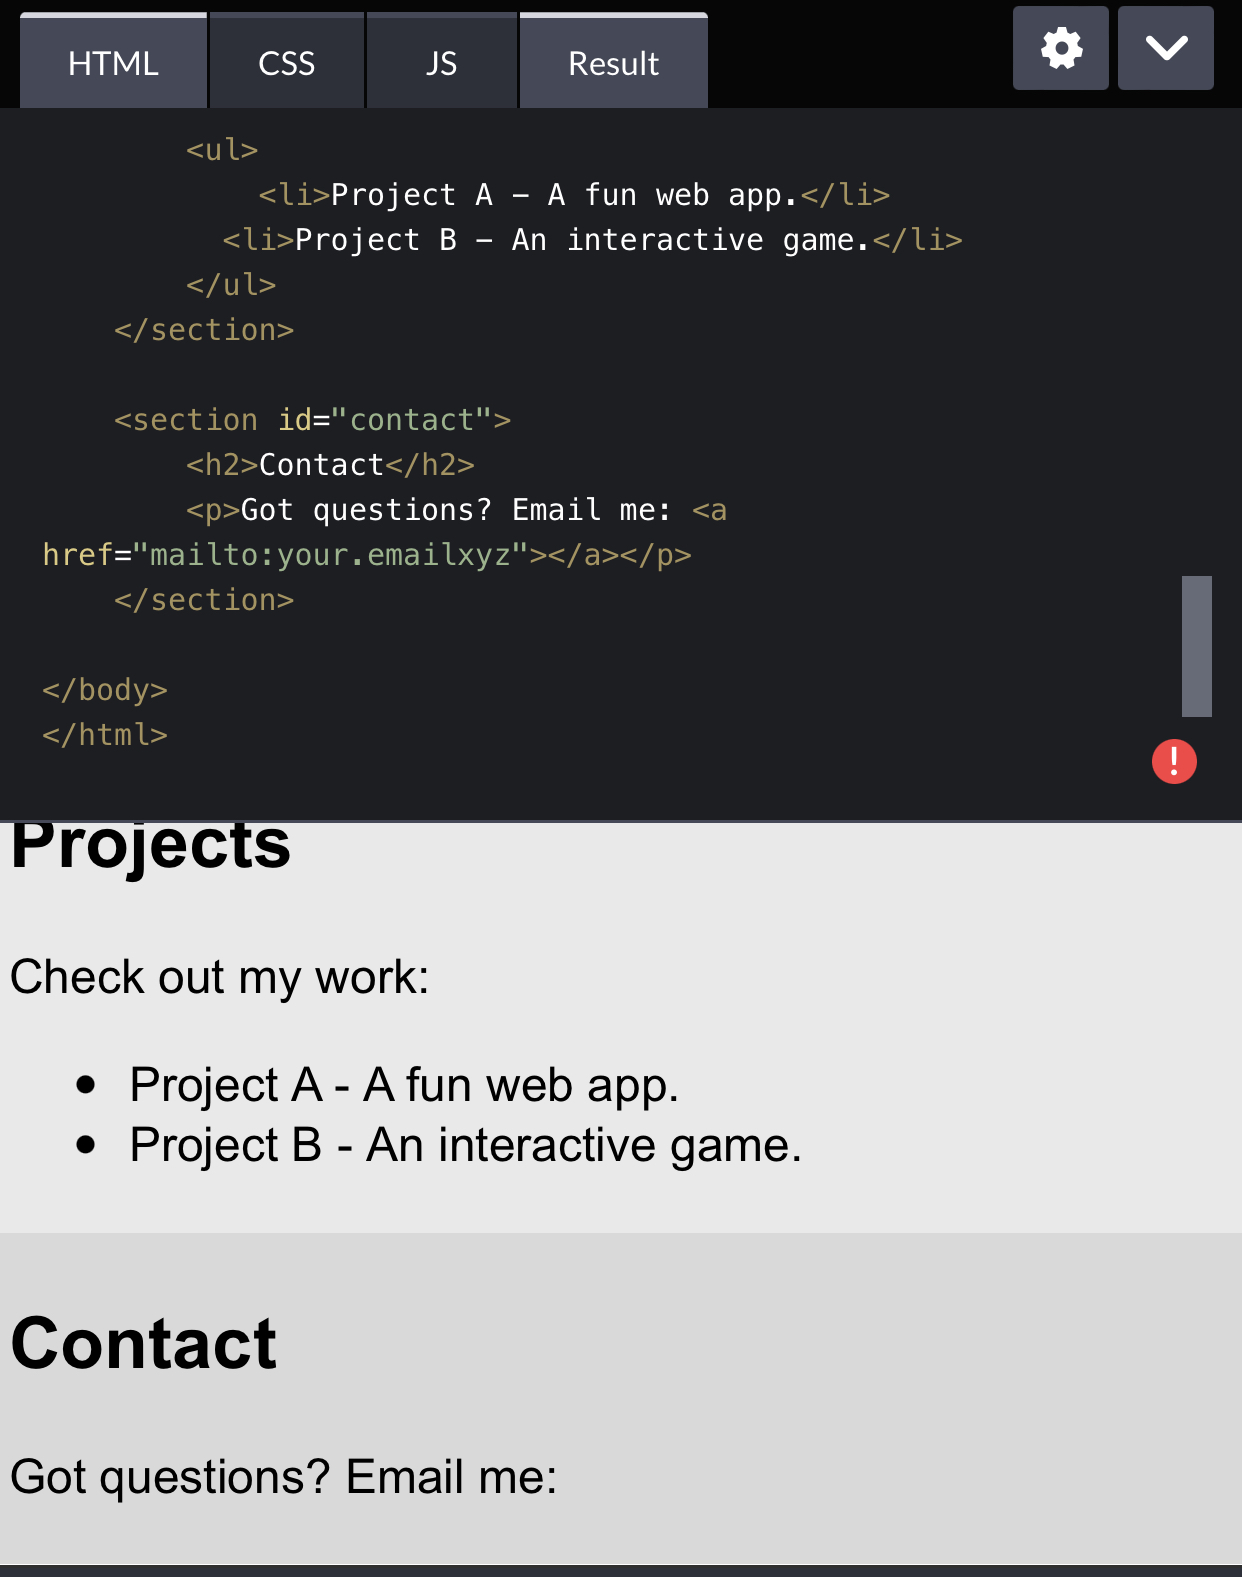 HTML CSS JS Result
<ul>
<li>Project A - A fun web app.</li>
<li>Project B - An interactive game.</li>
</ul>
</section>
<section id="contact">
<h2>Contact</h2>
<p>Got questions? Email me: <a
href="mailto:your.emailxyz"></a></p>
</section>
</body>
</html>
!
Projects
Check out my work:
• Project A - A fun web app.
• Project B - An interactive game.
Contact
Got questions? Email me: